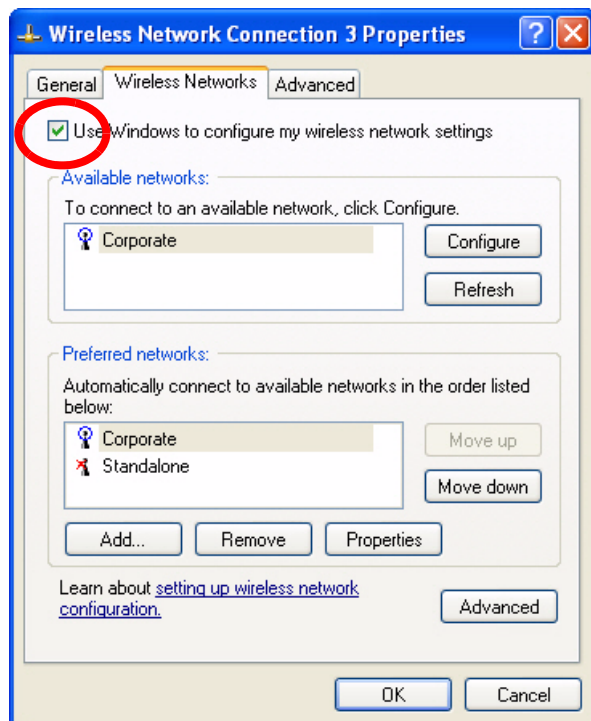 Wireless Network Connection 3 Properties
General Wireless Networks Advanced
Use Windows to configure my wireless network settings
Available networks:
To connect to an available network, click Configure.
Corporate
Configure
Refresh
Preferred networks:
Automatically connect to available networks in the order listed
below:
Corporate
Standalone
Move up
Move down
Add... Remove Properties
Learn about setting up wireless network
configuration.
Advanced
OK Cancel